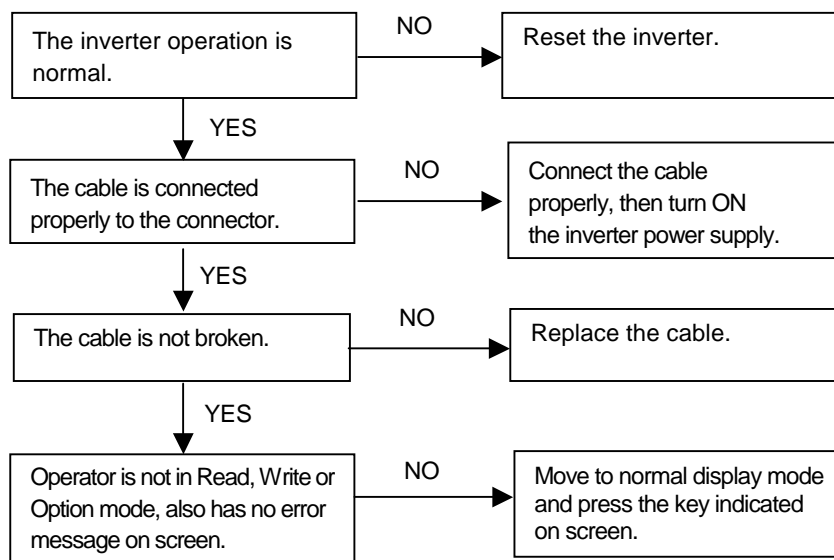 The inverter operation is
normal.
NO
Reset the inverter.
YES
The cable is connected
properly to the connector.
NO
Connect the cable
properly, then turn ON
the inverter power supply.
YES
The cable is not broken.
NO
Replace the cable.
YES
Operator is not in Read, Write or
Option mode, also has no error
message on screen.
NO
Move to normal display mode
and press the key indicated
on screen.